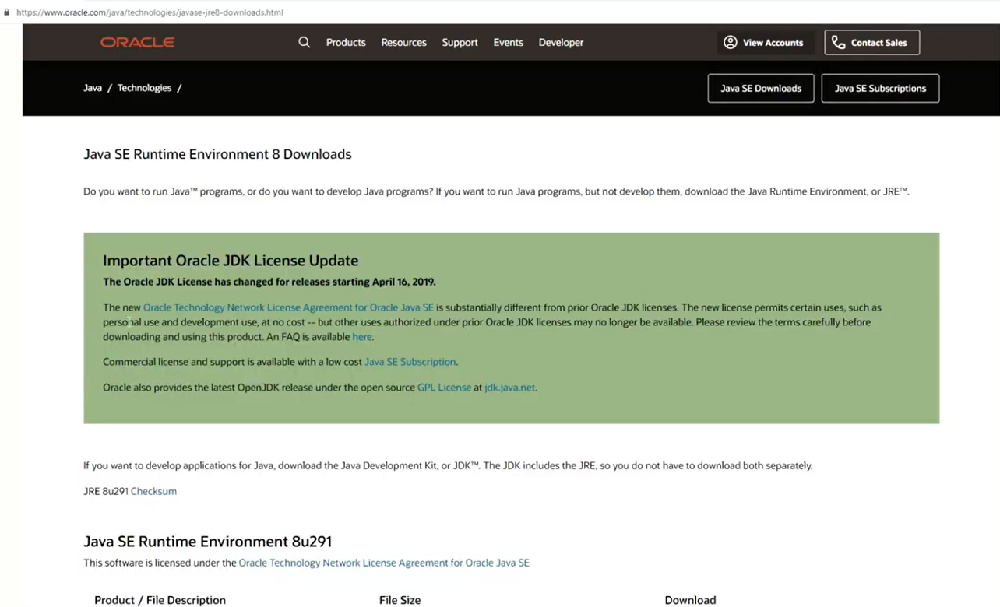 https://www.oracle.com/java/technologies/javase-jre8-downloads.html
ORACLE
Products
Resources
Support
Events
Developer
View Accounts
Contact Sales
Java / Technologies /
Java SE Downloads
Java SE Subscriptions
Java SE Runtime Environment 8 Downloads
Do you want to run Java™ programs, or do you want to develop Java programs? If you want to run Java programs, but not develop them, download the Java Runtime Environment, or JRE™.
Important Oracle JDK License Update
The Oracle JDK License has changed for releases starting April 16, 2019.
The new Oracle Technology Network License Agreement for Oracle Java SE is substantially different from prior Oracle JDK licenses. The new license permits certain uses, such as
personal use and development use, at no cost -- but other uses authorized under prior Oracle JDK licenses may no longer be available. Please review the terms carefully before
downloading and using this product. An FAQ is available here.
Commercial license and support is available with a low cost Java SE Subscription.
Oracle also provides the latest OpenJDK release under the open source GPL License at jdk.java.net.
If you want to develop applications for Java, download the Java Development Kit, or JDK™. The JDK includes the JRE, so you do not have to download both separately.
JRE 8u291 Checksum
Java SE Runtime Environment 8u291
This software is licensed under the Oracle Technology Network License Agreement for Oracle Java SE
Product / File Description
File Size
Download